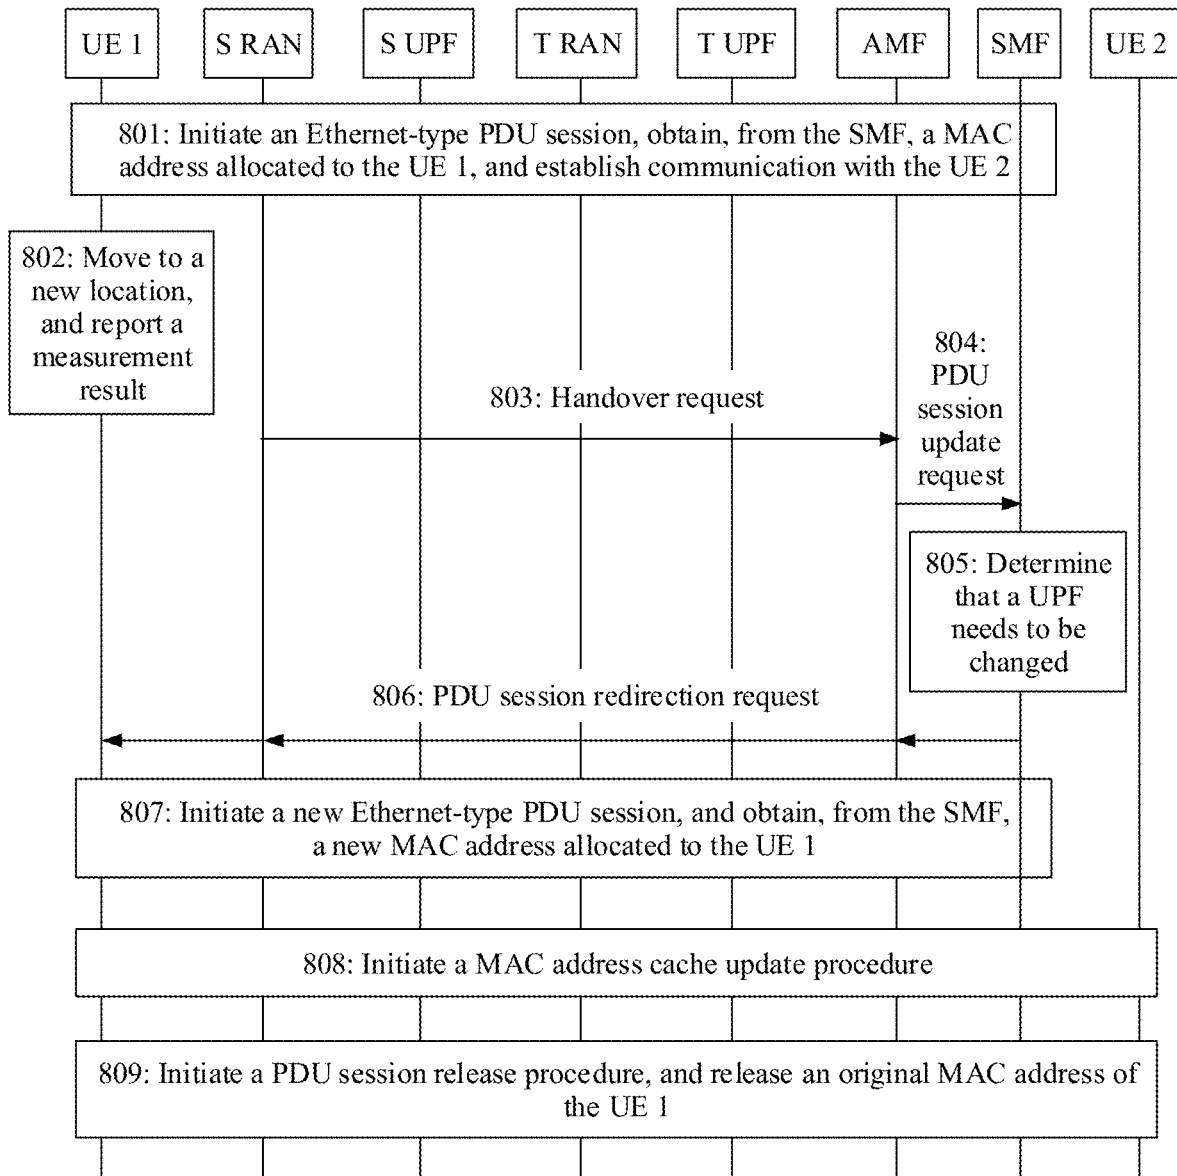 UE 1
S RAN
S UPF
T RAN
T UPF
AMF
SMF
UE 2
801: Initiate an Ethernet-type PDU session, obtain, from the SMF, a MAC
address allocated to the UE 1, and establish communication with the UE 2
802: Move to a
new location,
and report a
measurement
result
803: Handover request
804:
PDU
session
update
request
805: Determine
that a UPF
needs to be
changed
806: PDU session redirection request
807: Initiate a new Ethernet-type PDU session, and obtain, from the SMF,
a new MAC address allocated to the UE 1
808: Initiate a MAC address cache update procedure
809: Initiate a PDU session release procedure, and release an original MAC address of
the UE 1